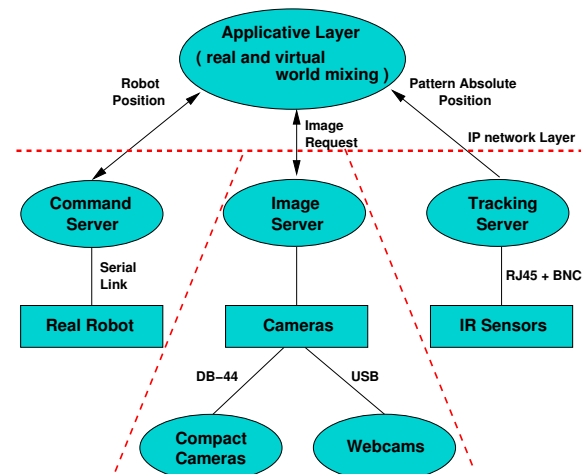 Applicative Layer
( real and virtual
world mixing )
Robot
Position
Pattern Absolute
Position
Image
Request
IP network Layer
Command
Server
Image
Server
Tracking
Server
Serial
Link
RJ45 + BNC
Real Robot
Cameras
IR Sensors
DB−44
USB
Compact
Cameras
Webcams